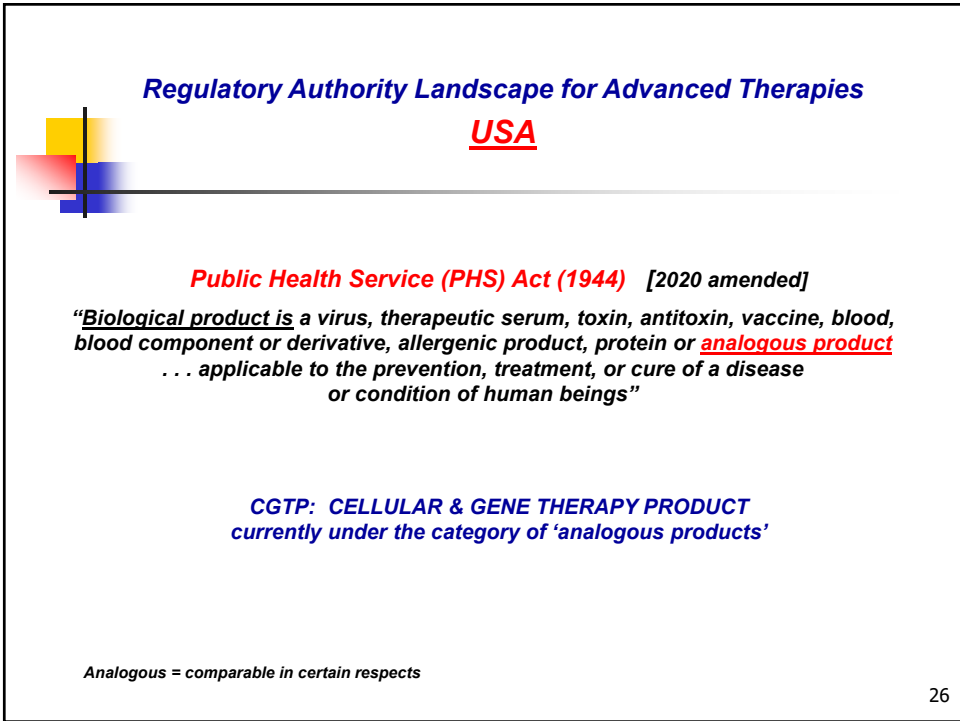 Regulatory Authority Landscape for Advanced Therapies
USA
Public Health Service (PHS) Act (1944) [2020 amended]
“Biological product is a virus, therapeutic serum, toxin, antitoxin, vaccine, blood,
blood component or derivative, allergenic product, protein or analogous product
. . . applicable to the prevention, treatment, or cure of a disease
or condition of human beings”
CGTP: CELLULAR & GENE THERAPY PRODUCT
currently under the category of ‘analogous products’
Analogous = comparable in certain respects
26